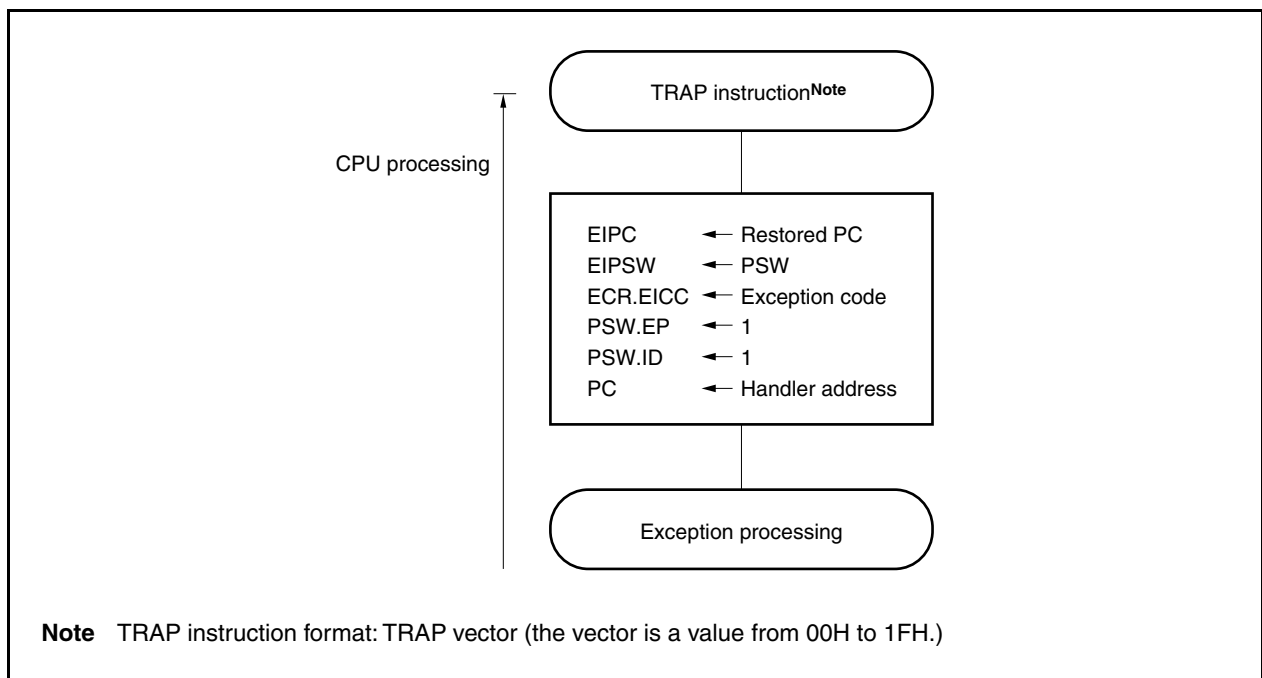 TRAP instructionNote
CPU processing
EIPC ← Restored PC
EIPSW ← PSW
ECR.EICC ← Exception code
PSW.EP ← 1
PSW.ID ← 1
PC ← Handler address
Exception processing
Note TRAP instruction format: TRAP vector (the vector is a value from 00H to 1FH.)